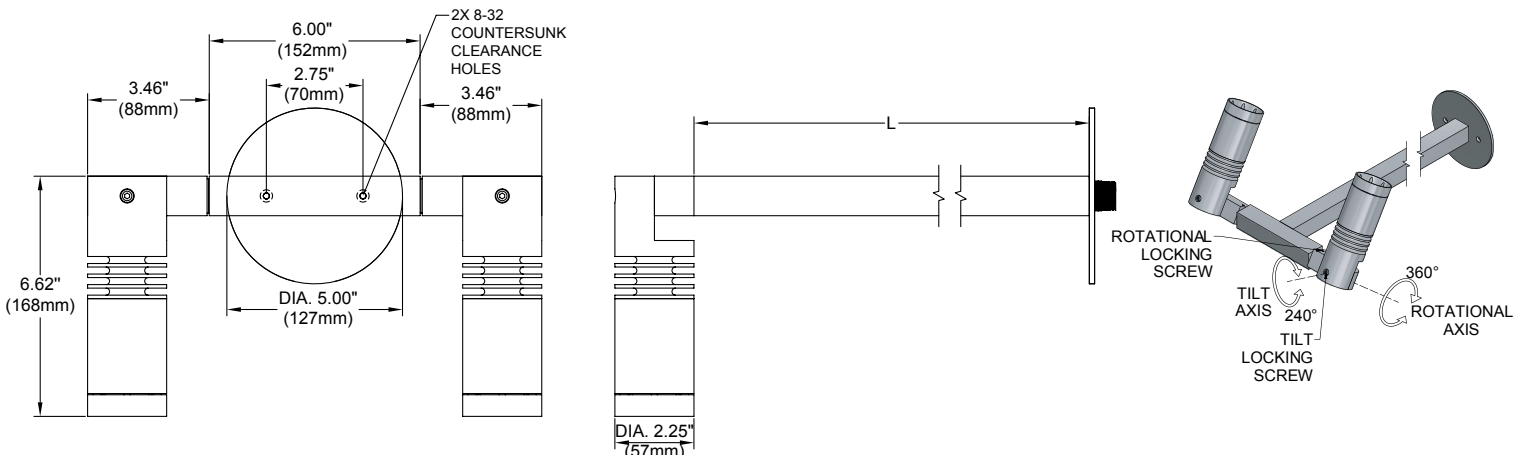 6.00"
(152mm)
2.75"
(70mm)
3.46"
(88mm)
3.46"
(88mm)
2X 8-32
COUNTERSUNK
CLEARANCE
HOLES
6.62"
(168mm)
DIA. 5.00"
(127mm)
L
DIA. 2.25"
(57mm)
ROTATIONAL
LOCKING
SCREW
TILT
AXIS
240°
TILT
LOCKING
SCREW
360°
ROTATIONAL
AXIS